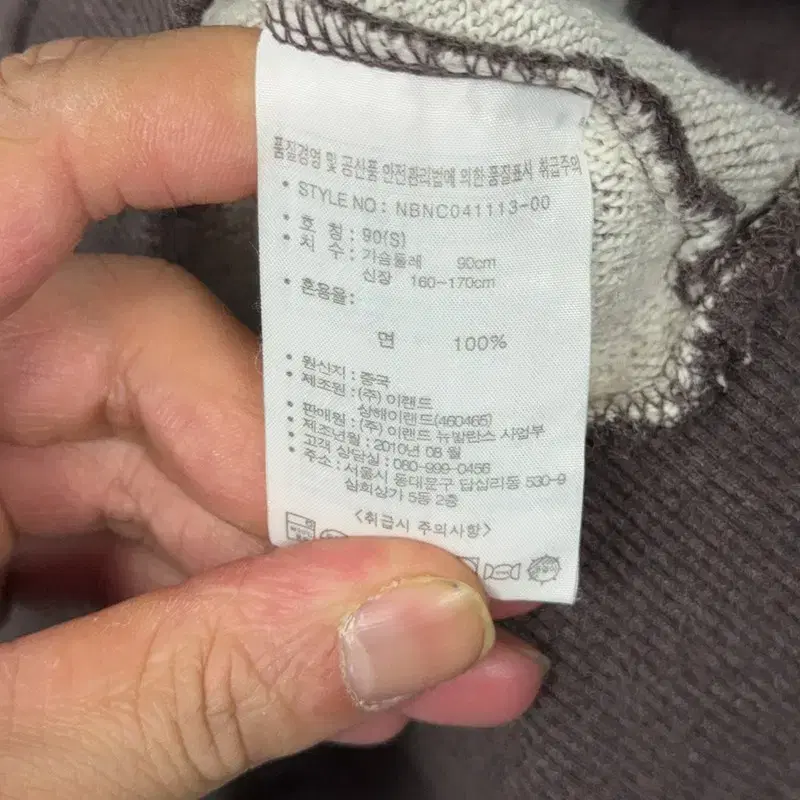 품질경영 및 공산품 안전관리법에 의한 품질표시 취급주의
• STYLE NO : NBNC041113-00
• 호 칭 : 90(S)
• 치 수 : 가슴둘레 90cm
신장 160~170cm
• 혼용율 :
면 100%
• 원산지 : 중국
• 제조원 : (주) 이랜드
상해이랜드(460465)
• 판매원 : (주) 이랜드 뉴발란스 사업부
• 제조년월 : 2010년 08 월
• 고객 상담실 : 080-999-0456
• 주소 : 서울시 동대문구 답십리동 530-9
삼희상가 5동 2층
<취급시 주의사항>